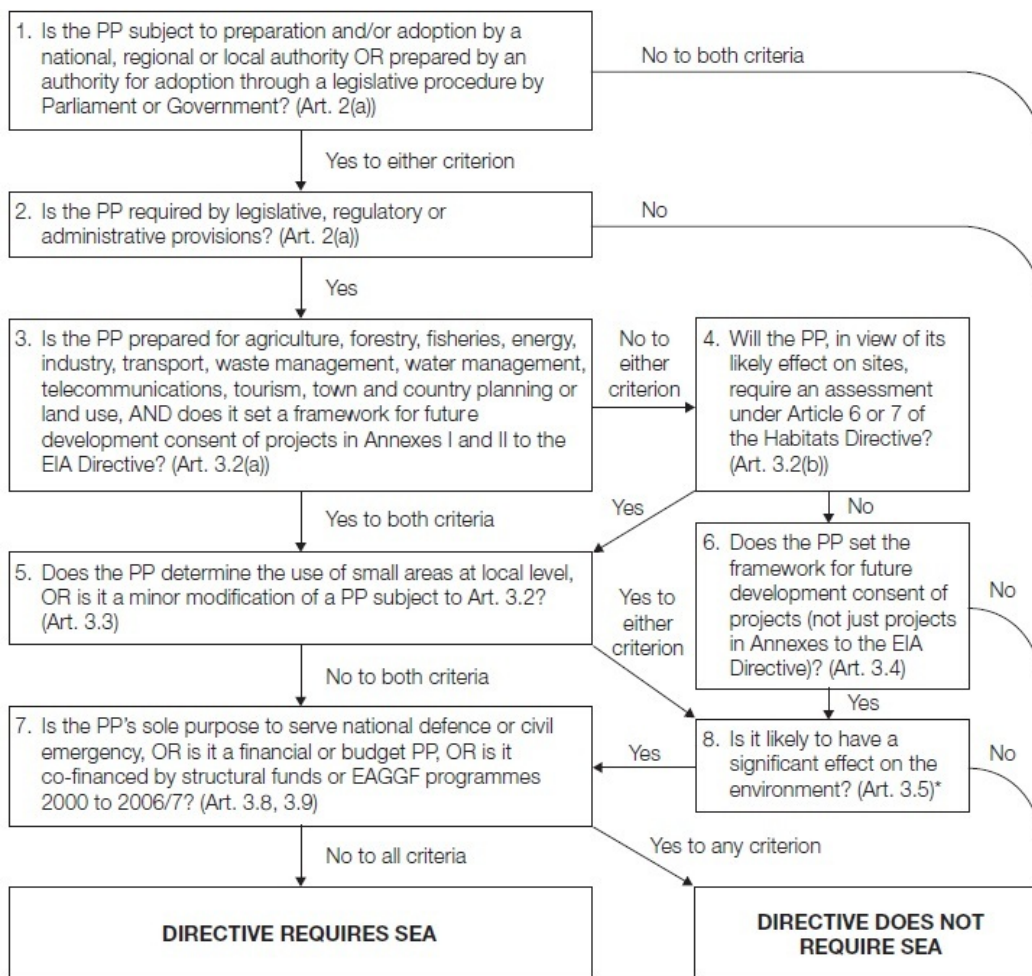 1. Is the PP subject to preparation and/or adoption by a
national, regional or local authority OR prepared by an
authority for adoption through a legislative procedure by
Parliament or Government? (Art. 2(a))
No to both criteria
Yes to either criterion
2. Is the PP required by legislative, regulatory or
administrative provisions? (Art. 2(a))
No
Yes
3. Is the PP prepared for agriculture, forestry, fisheries, energy,
industry, transport, waste management, water management,
telecommunications, tourism, town and country planning or
land use, AND does it set a framework for future
development consent of projects in Annexes I and II to the
EIA Directive? (Art. 3.2(a))
No to
either
criterion
4. Will the PP, in view of its
likely effect on sites,
require an assessment
under Article 6 or 7 of
the Habitats Directive?
(Art. 3.2(b))
Yes to both criteria
Yes
No
5. Does the PP determine the use of small areas at local level,
OR is it a minor modification of a PP subject to Art. 3.2?
(Art. 3.3)
Yes to
either
criterion
6. Does the PP set the
framework for future
development consent of
projects (not just projects
in Annexes to the EIA
Directive)? (Art. 3.4)
No
No to both criteria
Yes
7. Is the PP's sole purpose to serve national defence or civil
emergency, OR is it a financial or budget PP, OR is it
co-financed by structural funds or EAGGF programmes
2000 to 2006/7? (Art. 3.8, 3.9)
Yes
8. Is it likely to have a
significant effect on the
environment? (Art. 3.5)*
No
No to all criteria
Yes to any criterion
DIRECTIVE REQUIRES SEA
DIRECTIVE DOES NOT
REQUIRE SEA